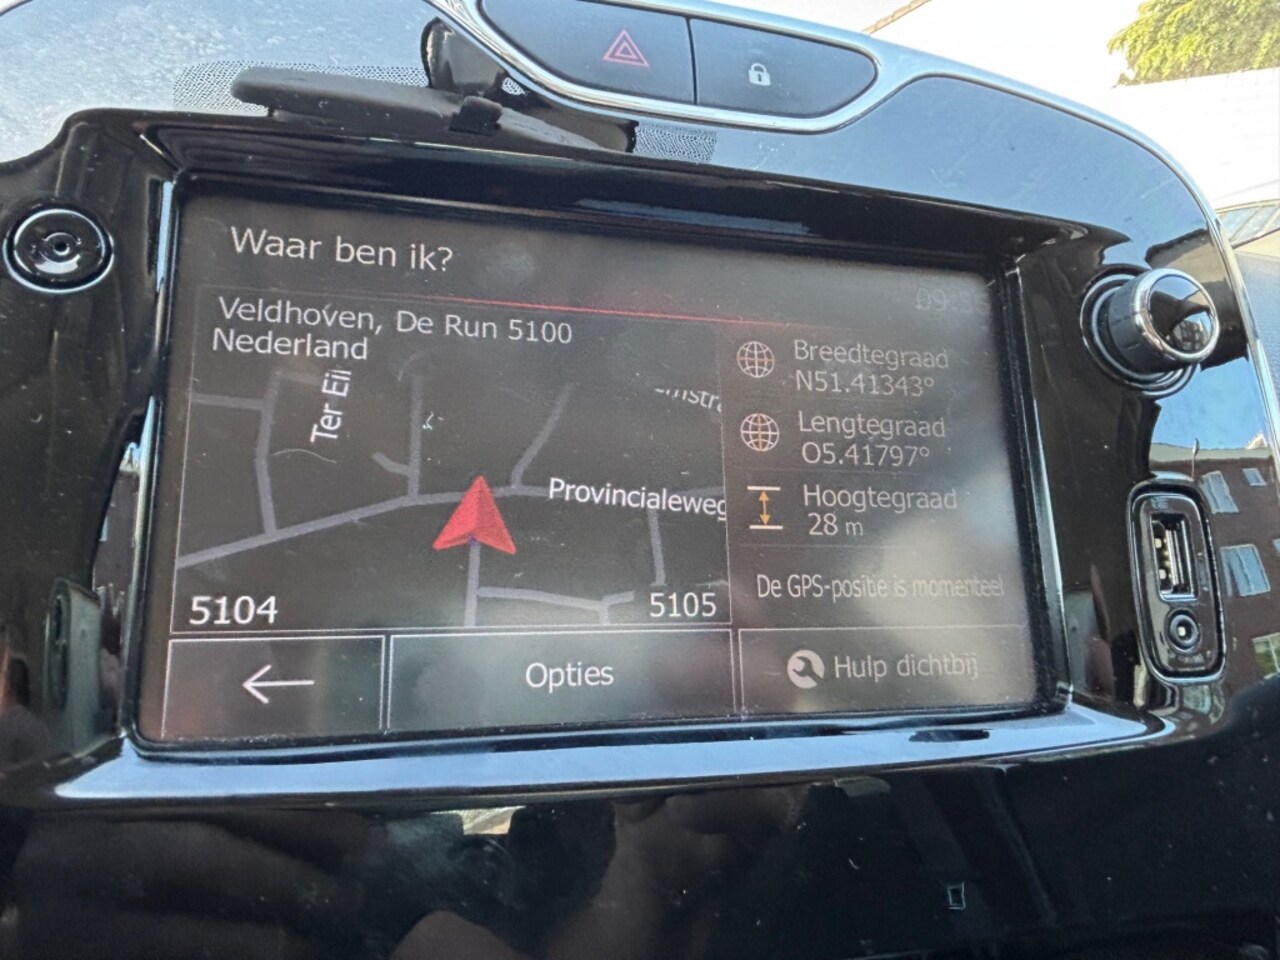 Waar ben ik?
Veldhoven, De Run 5100
Nederland
Ter
Provincialeweg
5104
5105
Breedtegraad
N51.41343°
Lengtegraad
O5.41797°
Hoogtegraad
28 m
De GPS-positie is momenteel
Opties
Hulp dichtbij